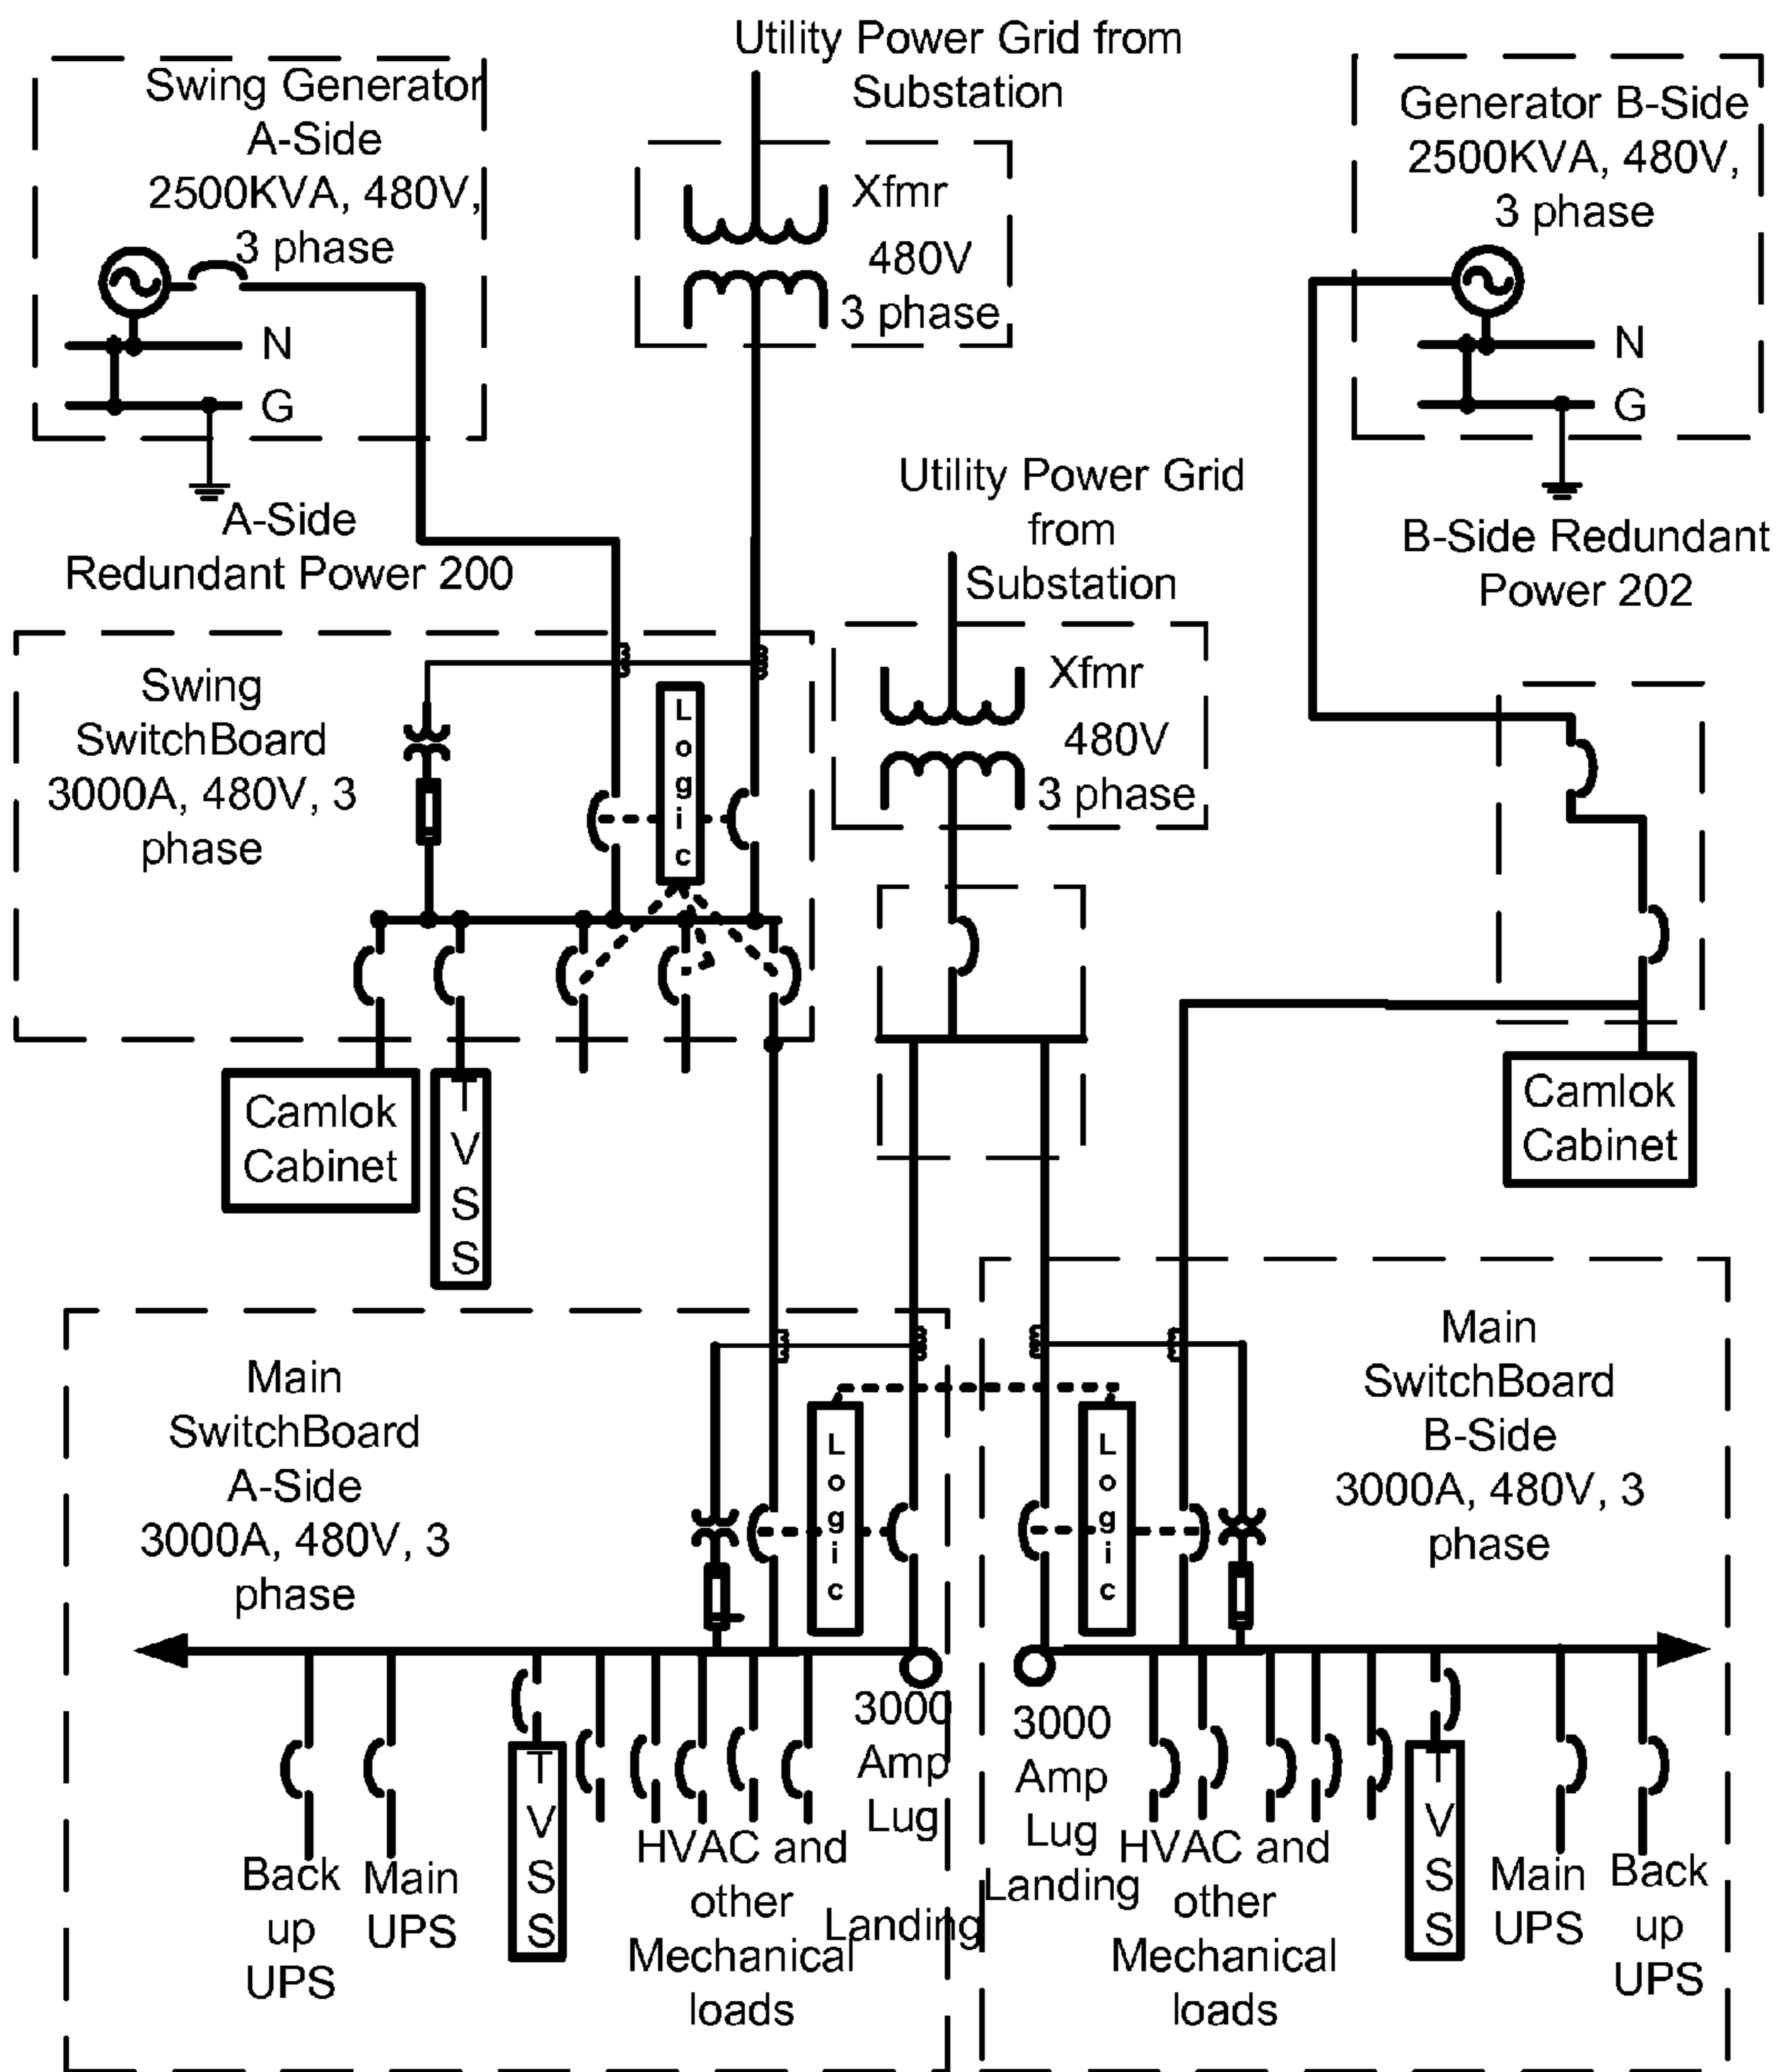 Utility Power Grid from
Substation
Swing Generator
A-Side
2500KVA, 480V,
3 phase
N
G
A-Side
Redundant Power 200
Xfmr
480V
3 phase
Generator B-Side
2500KVA, 480V,
3 phase
N
G
B-Side Redundant
Power 202
Utility Power Grid
from
Substation
Xfmr
480V
3 phase
Swing
SwitchBoard
3000A, 480V, 3
phase
Logic
Camlok
Cabinet
TVSS
Camlok
Cabinet
Main
SwitchBoard
A-Side
3000A, 480V, 3
phase
Logic
Logic
Main
SwitchBoard
B-Side
3000A, 480V, 3
phase
Back
up
UPS
Main
UPS
TVSS
HVAC and
other
Mechanical
loads
3000
Amp
Lug
Landing
3000
Amp
Lug
Landing
HVAC and
other
Mechanical
loads
TVSS
Main
UPS
Back
up
UPS